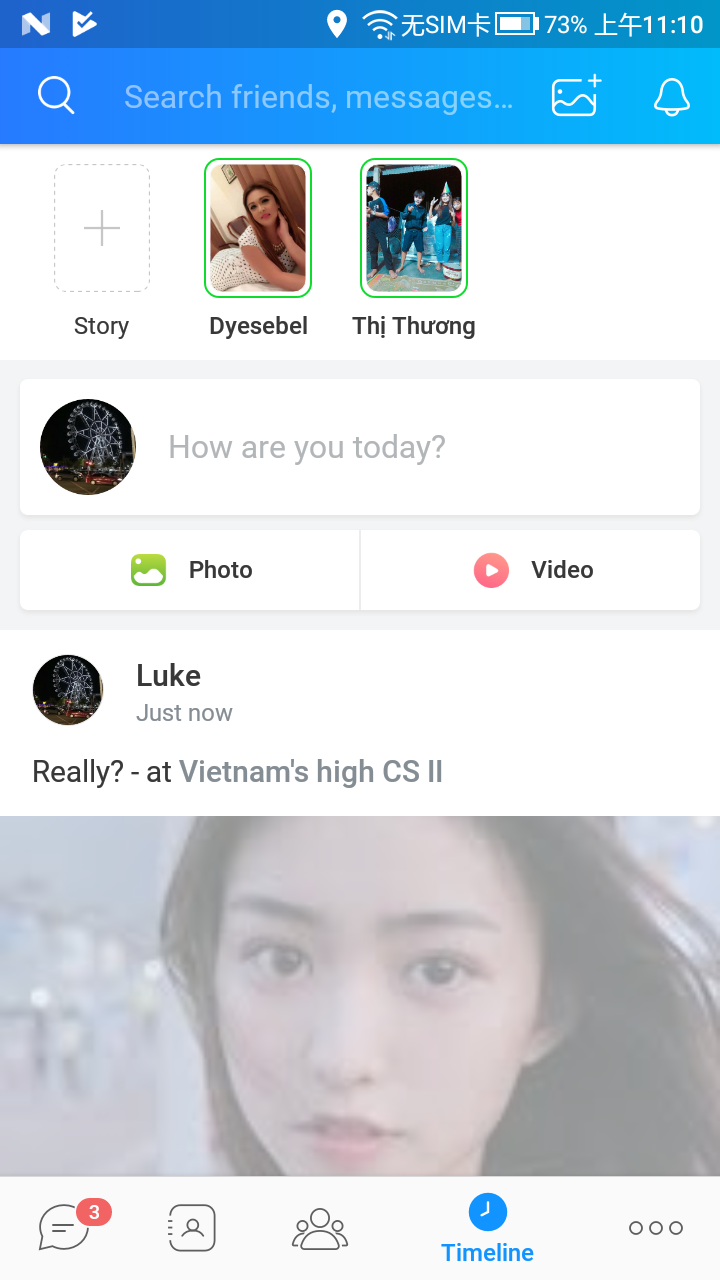 无SIM卡 73% 上午11:10
Search friends, messages...
Story Dyesebel Thị Thương
How are you today?
Photo Video
Luke
Just now
Really? - at Vietnam's high CS II
3
Timeline